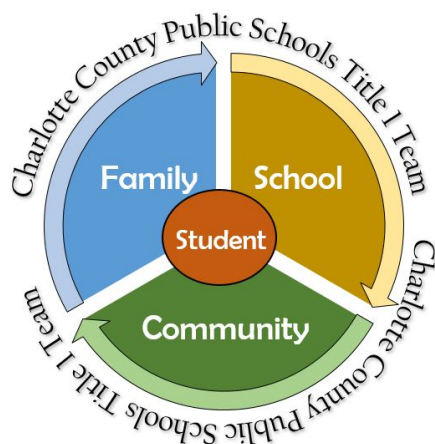 Charlotte County Public Schools Title I Team
Family
School
Student
Community
Charlotte County Public Schools Title I Team